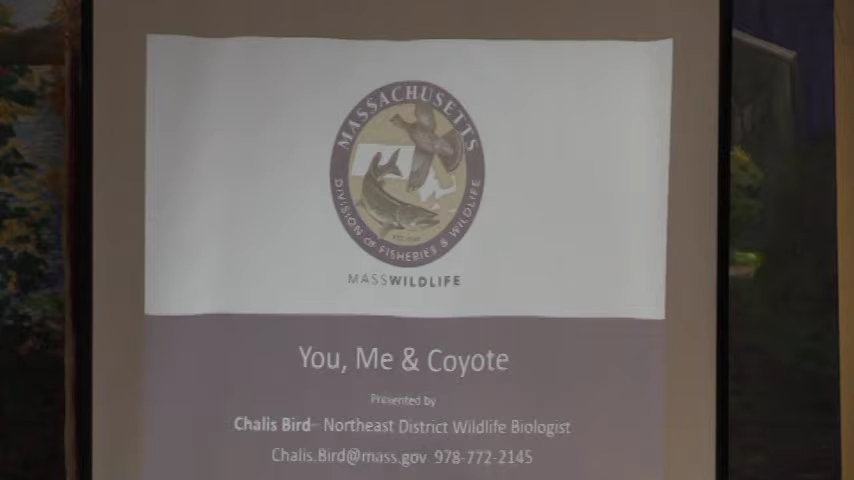 MASSACHUSETTS
DIVISION OF FISHERIES & WILDLIFE
MASSWILDLIFE
You, Me & Coyote
Presented by
Chalis Bird– Northeast District Wildlife Biologist
Chalis.Bird@mass.gov 978-772-2145